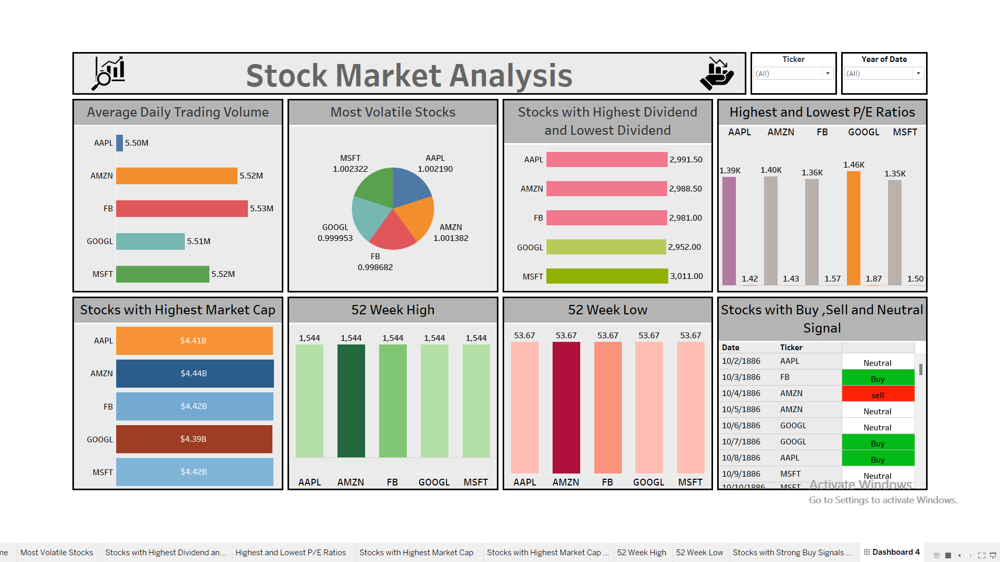 Stock Market Analysis
Ticker
(All)
Year of Date
(All)
Average Daily Trading Volume
AAPL 5.50M
AMZN 5.52M
FB 5.53M
GOOGL 5.51M
MSFT 5.52M
Most Volatile Stocks
MSFT
1.002322
AAPL
1.002190
GOOGL
0.999953
AMZN
1.001382
FB
0.998682
Stocks with Highest Dividend
and Lowest Dividend
AAPL 2,991.50
AMZN 2,988.50
FB 2,981.00
GOOGL 2,952.00
MSFT 3,011.00
Highest and Lowest P/E Ratios
AAPL AMZN FB GOOGL MSFT
1.39K 1.40K 1.36K 1.46K 1.35K
1.42 1.43 1.57 1.87 1.50
Stocks with Highest Market Cap
AAPL $4.41B
AMZN $4.44B
FB $4.42B
GOOGL $4.39B
MSFT $4.42B
52 Week High
1,544 1,544 1,544 1,544 1,544
AAPL AMZN FB GOOGL MSFT
52 Week Low
53.67 53.67 53.67 53.67 53.67
AAPL AMZN FB GOOGL MSFT
Stocks with Buy ,Sell and Neutral
Signal
Date Ticker
10/2/1886 AAPL Neutral
10/3/1886 FB Buy
10/4/1886 AMZN sell
10/5/1886 AMZN Neutral
10/6/1886 GOOGL Neutral
10/7/1886 GOOGL Buy
10/8/1886 AAPL Buy
10/9/1886 MSFT Neutral
10/10/1886 MSFT
Activate Windows
Go to Settings to activate Windows.
me Most Volatile Stocks Stocks with Highest Dividend an... Highest and Lowest P/E Ratios Stocks with Highest Market Cap Stocks with Highest Market Cap ... 52 Week High 52 Week Low Stocks with Strong Buy Signals ... Dashboard 4